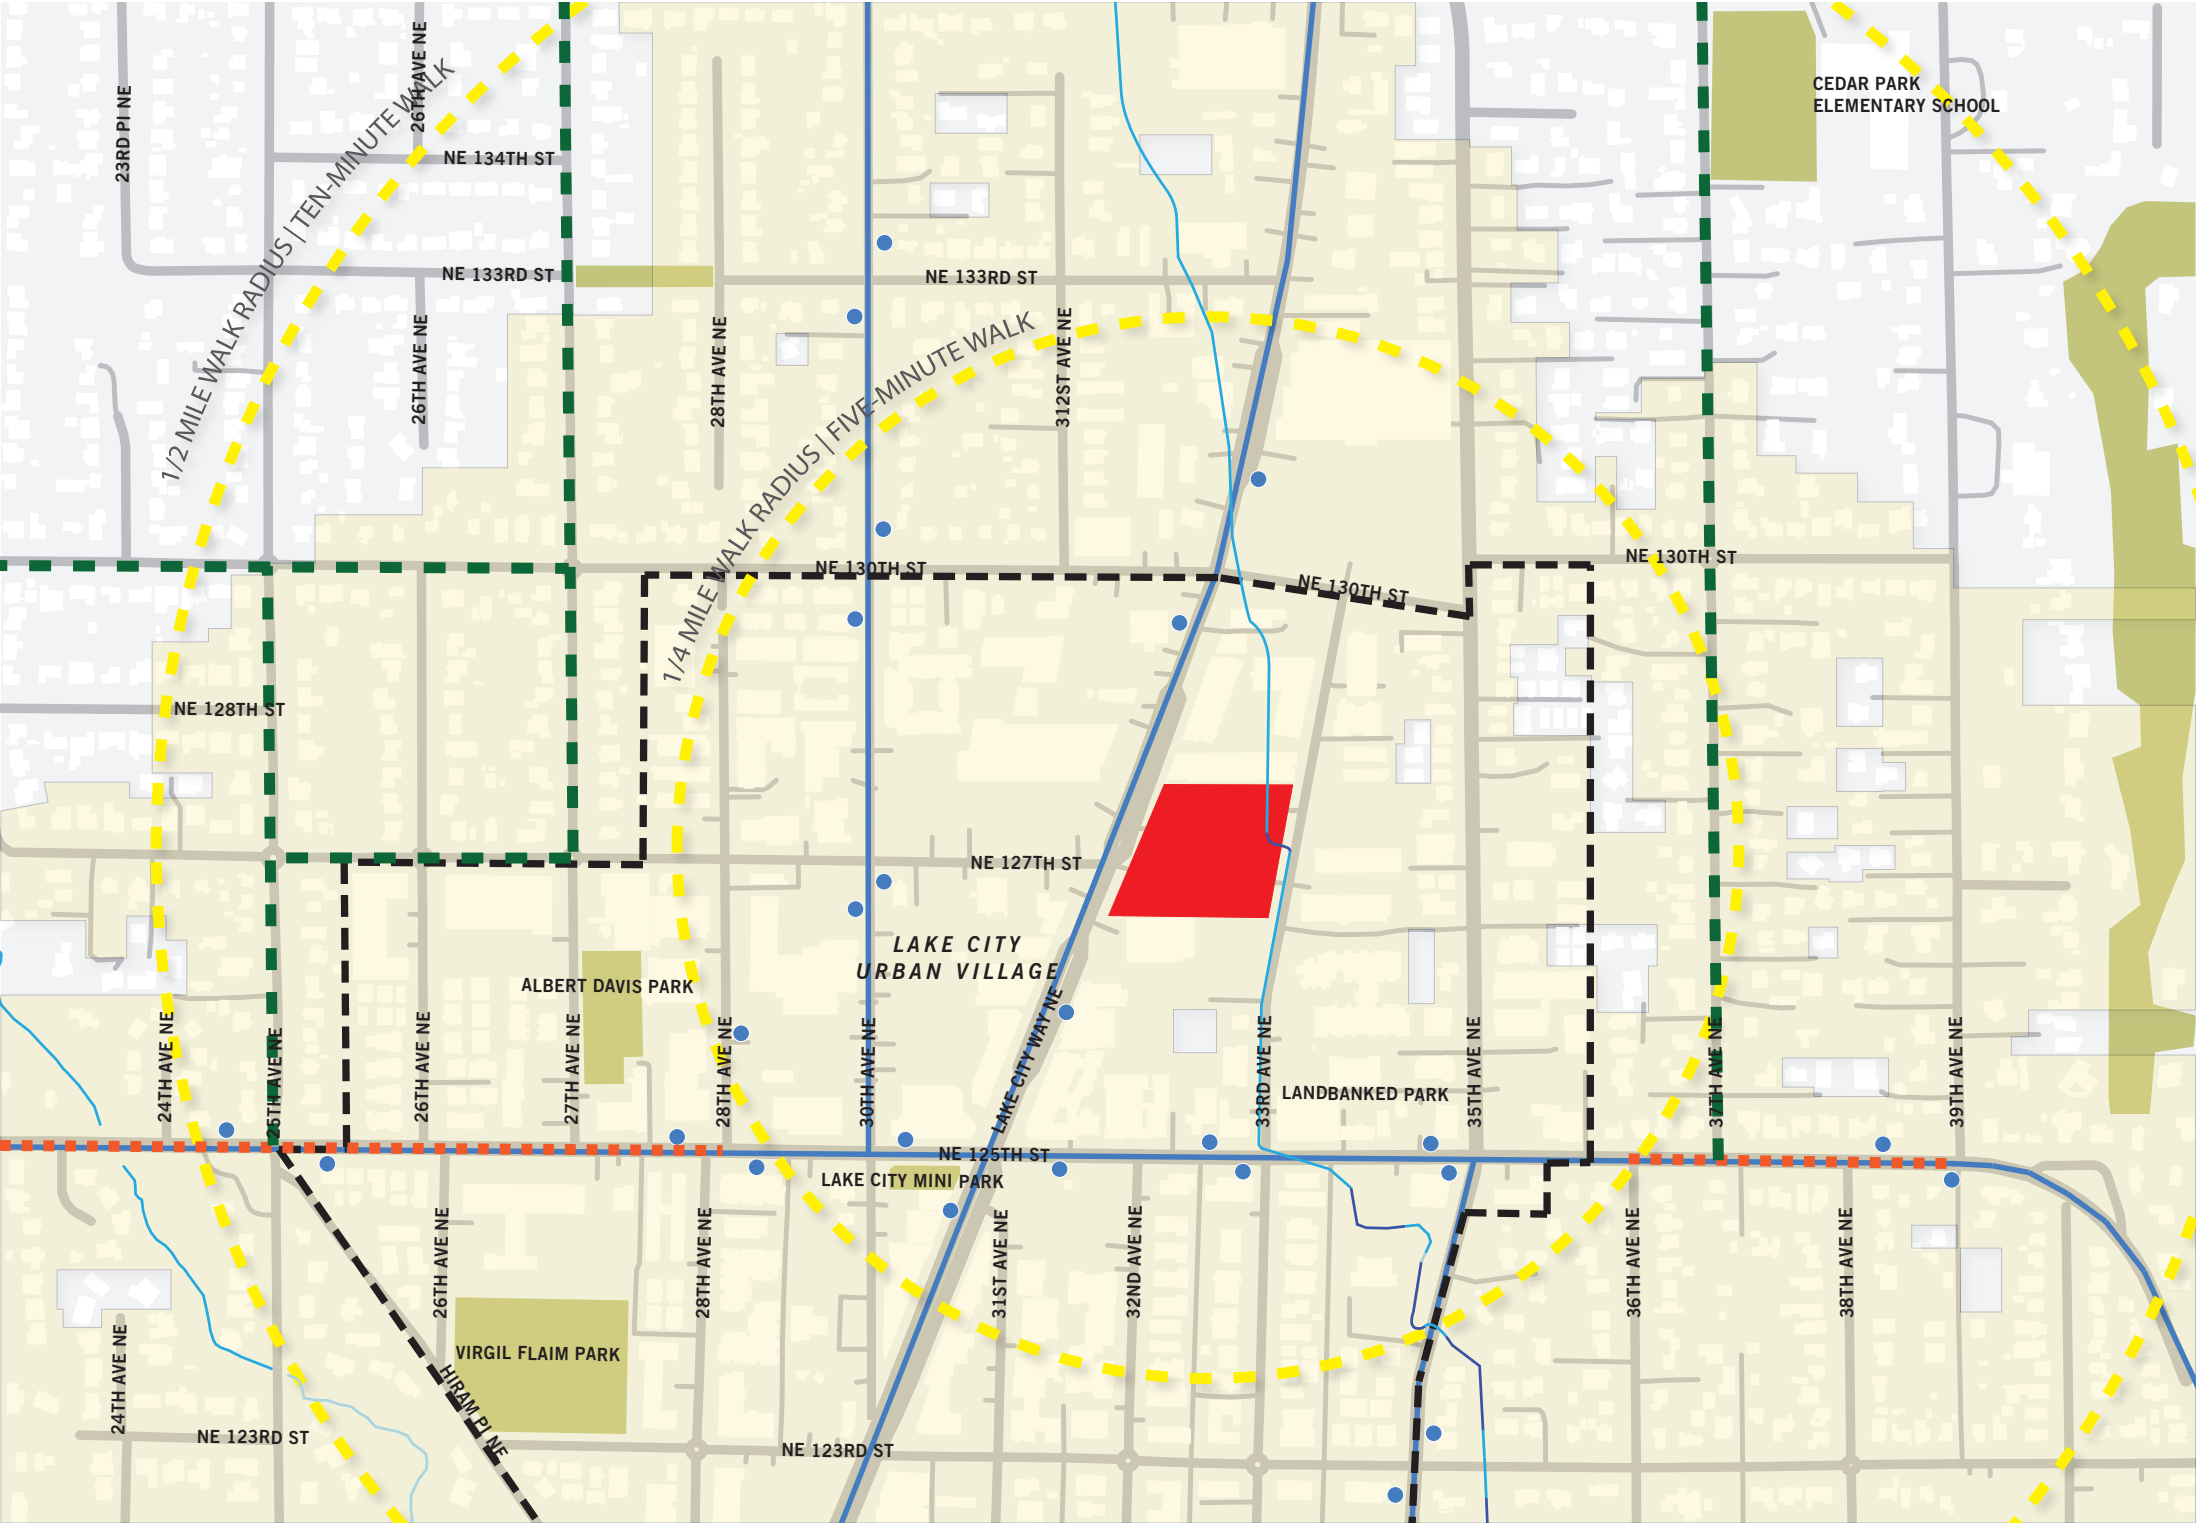 26TH AVE NE
23RD Pl NE
CEDAR PARK
ELEMENTARY SCHOOL
NE 134TH ST
1/2 MILE WALK RADIUS | TEN-MINUTE WALK
NE 133RD ST
NE 133RD ST
26TH AVE NE
28TH AVE NE
312ST AVE NE
1/4 MILE WALK RADIUS | FIVE-MINUTE WALK
NE 130TH ST
NE 130TH ST
NE 130TH ST
NE 128TH ST
NE 127TH ST
LAKE CITY
URBAN VILLAGE
ALBERT DAVIS PARK
24TH AVE NE
25TH AVE NE
26TH AVE NE
27TH AVE NE
28TH AVE NE
30TH AVE NE
LAKE CITY WAY NE
33RD AVE NE
LANDBANKED PARK
35TH AVE NE
37TH AVE NE
39TH AVE NE
NE 125TH ST
LAKE CITY MINI PARK
26TH AVE NE
28TH AVE NE
31ST AVE NE
32ND AVE NE
36TH AVE NE
38TH AVE NE
24TH AVE NE
VIRGIL FLAIM PARK
HIRAM Pl NE
NE 123RD ST
NE 123RD ST